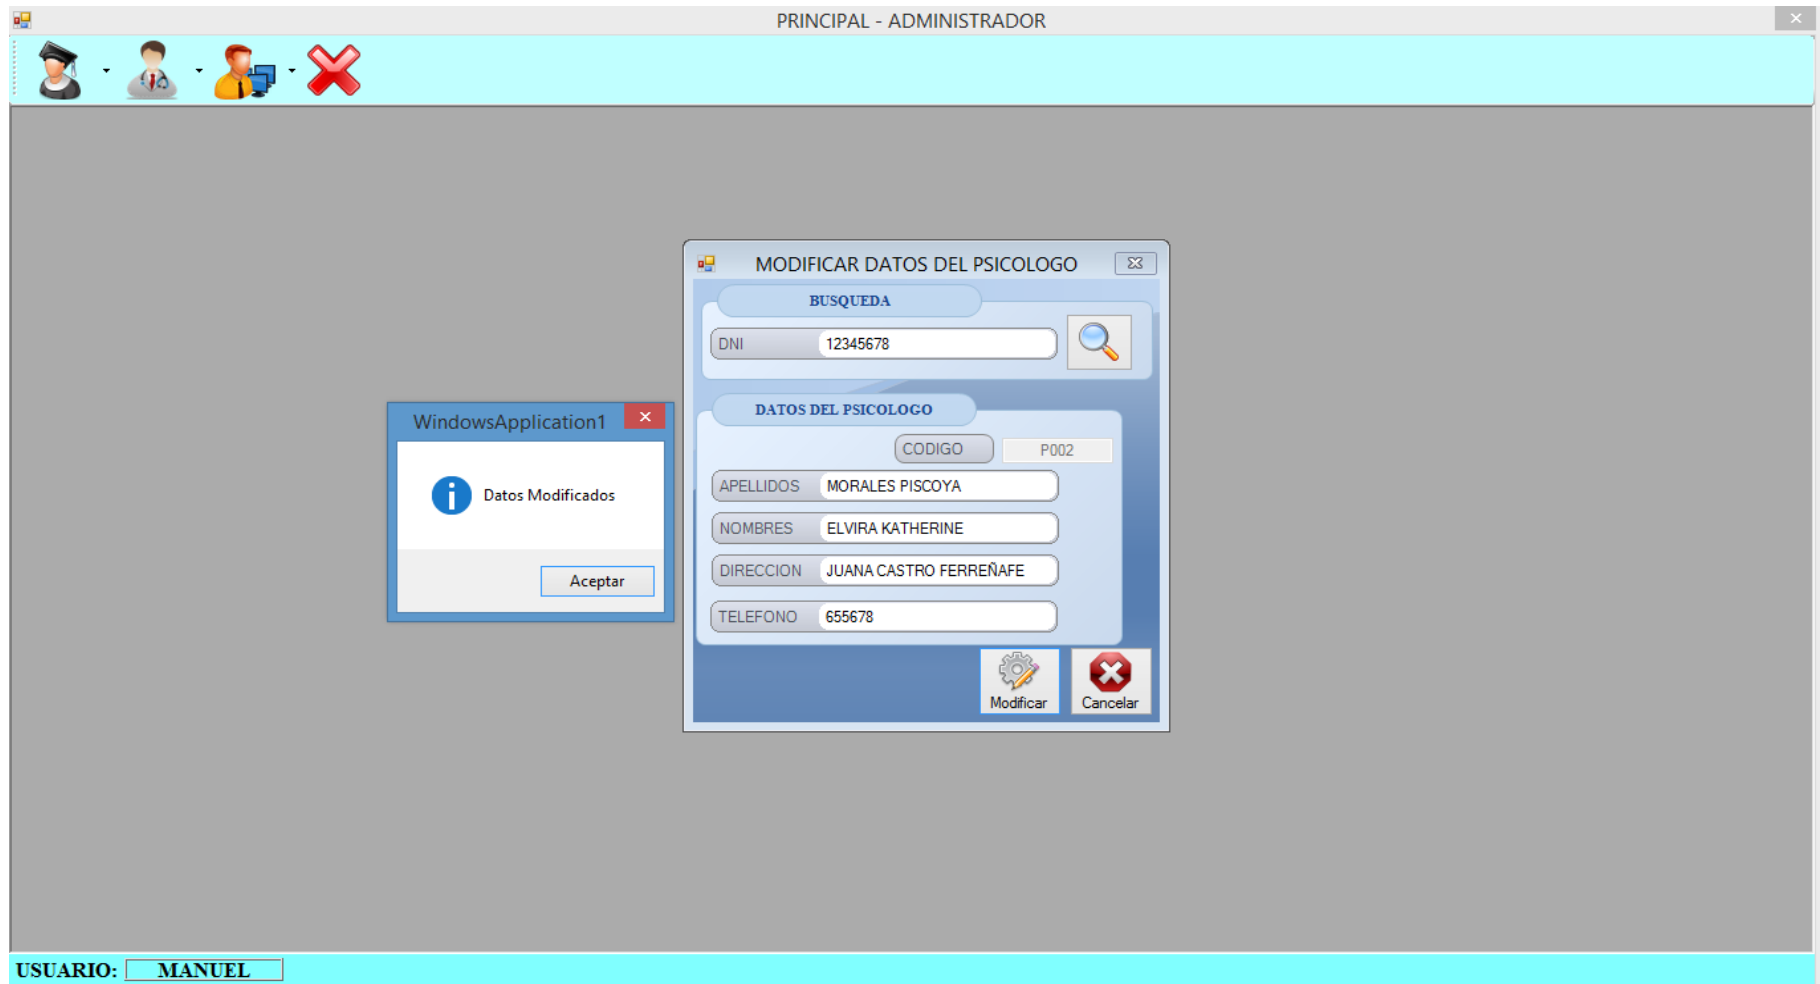 PRINCIPAL - ADMINISTRADOR
MODIFICAR DATOS DEL PSICOLOGO
BUSQUEDA
DNI 12345678
DATOS DEL PSICOLOGO
CODIGO P002
APELLIDOS MORALES PISCOYA
NOMBRES ELVIRA KATHERINE
DIRECCION JUANA CASTRO FERREÑAFE
TELEFONO 655678
Modificar Cancelar
WindowsApplication1
Datos Modificados
Aceptar
USUARIO: MANUEL